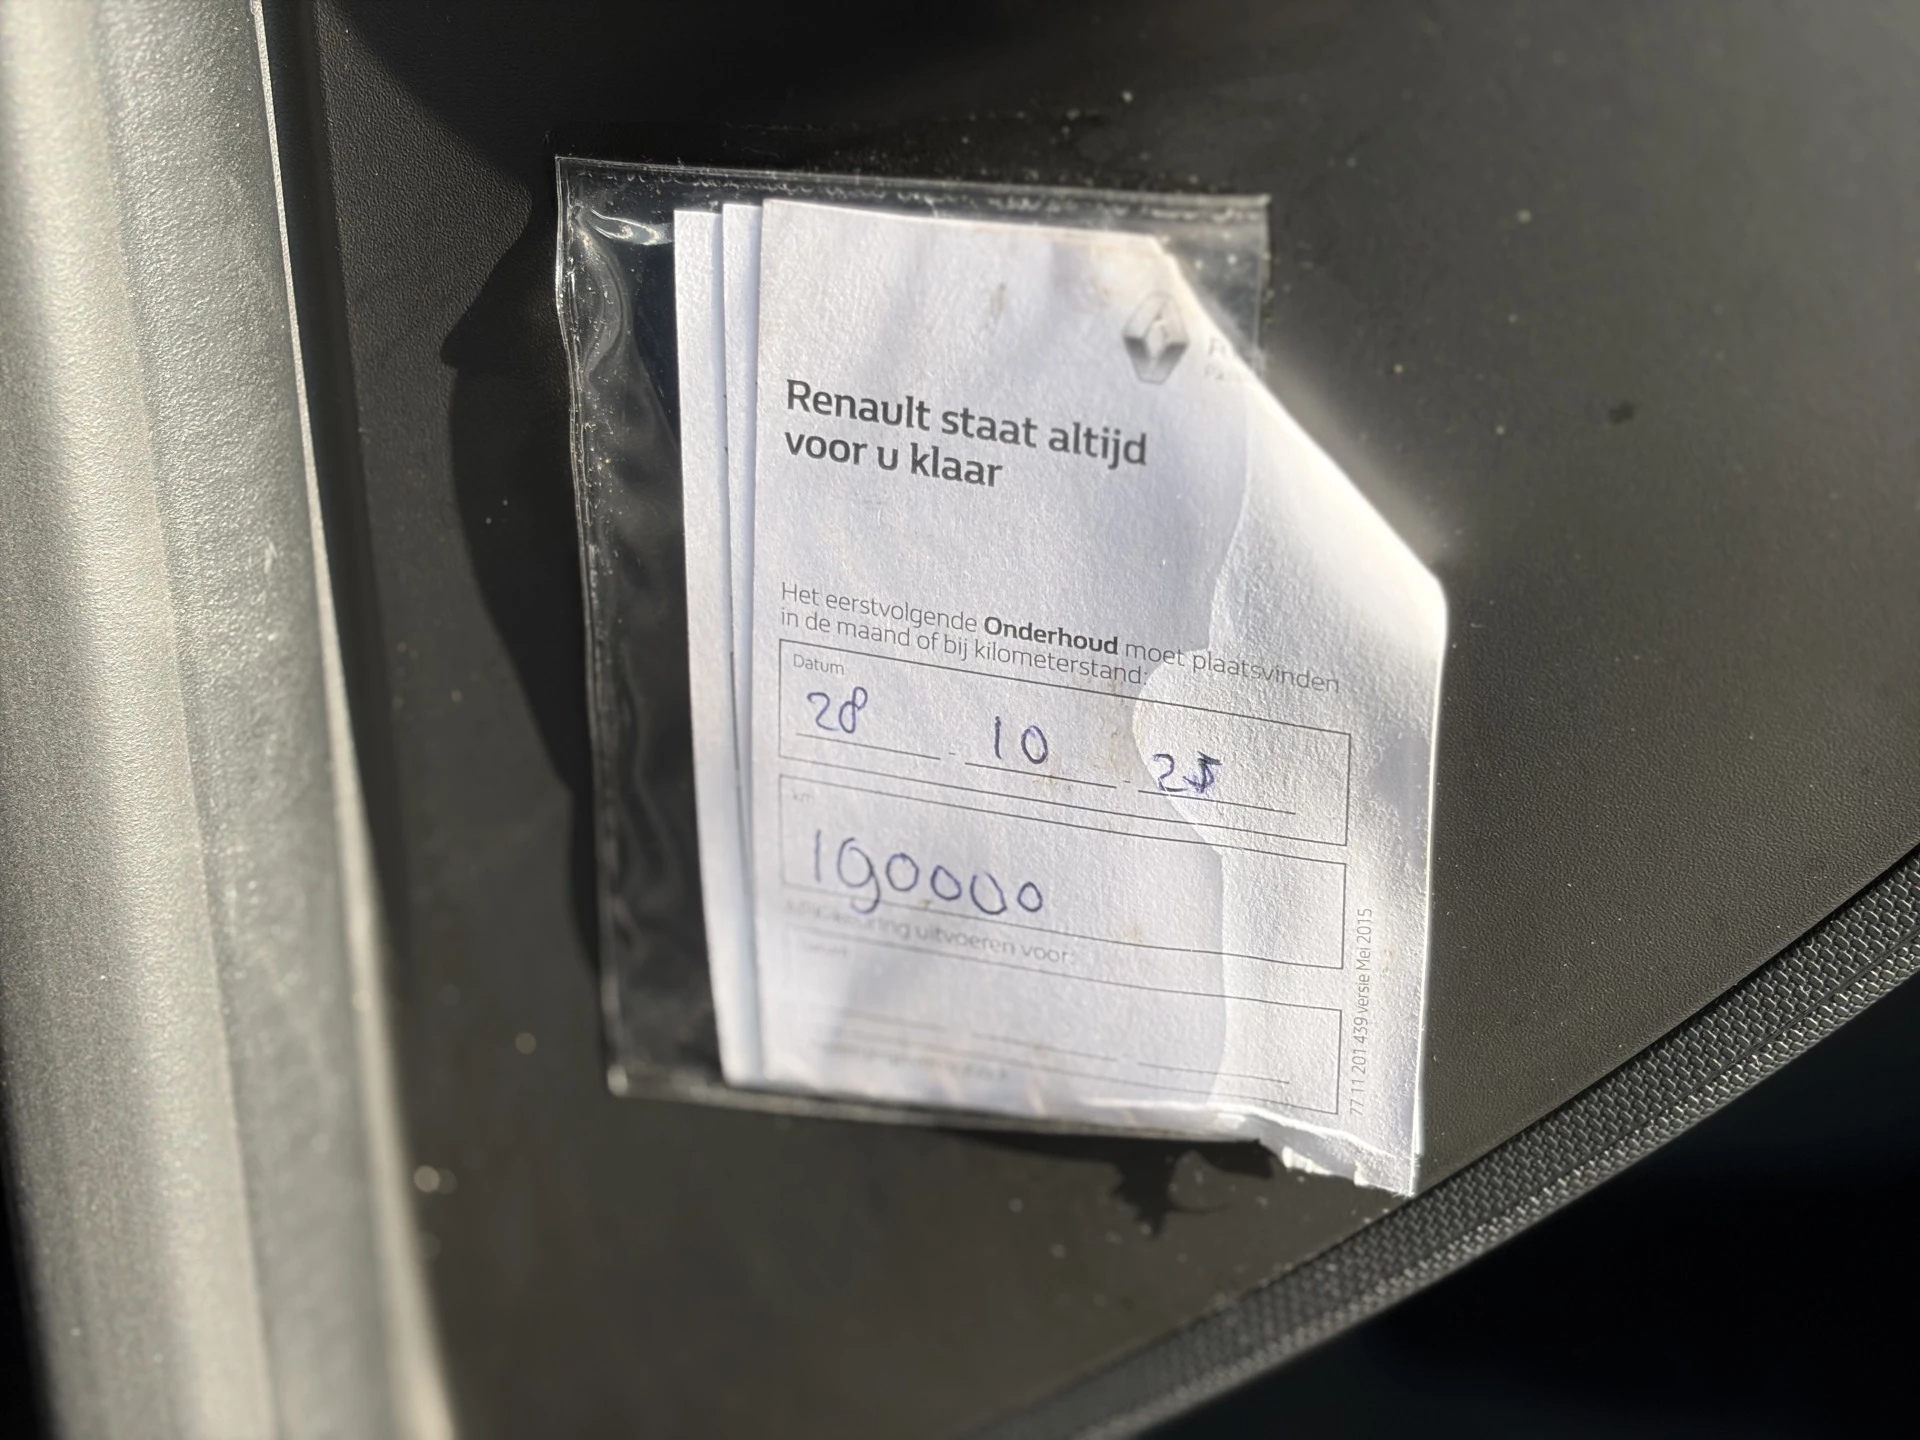 Renault staat altijd
voor u klaar
Het eerstvolgende Onderhoud moet plaatsvinden
in de maand of bij kilometerstand:
Datum
28 - 10 - 25
km
190000
uitvoeren voor:
77 11 201 439 versie Mei 2015